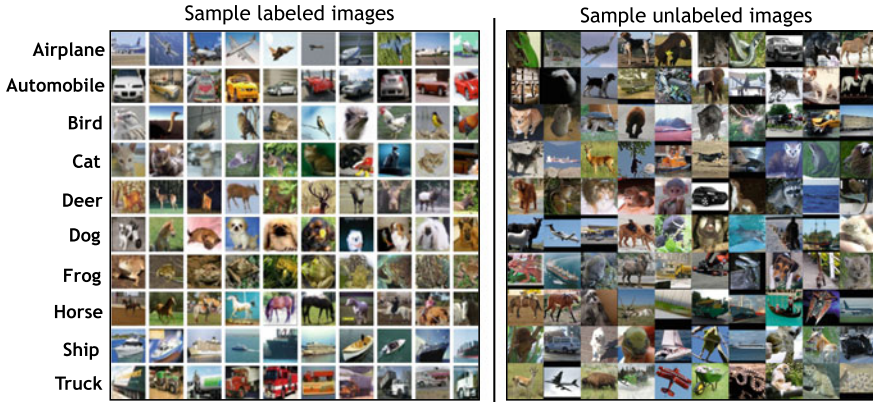 Sample labeled images
Sample unlabeled images
Airplane
Automobile
Bird
Cat
Deer
Dog
Frog
Horse
Ship
Truck